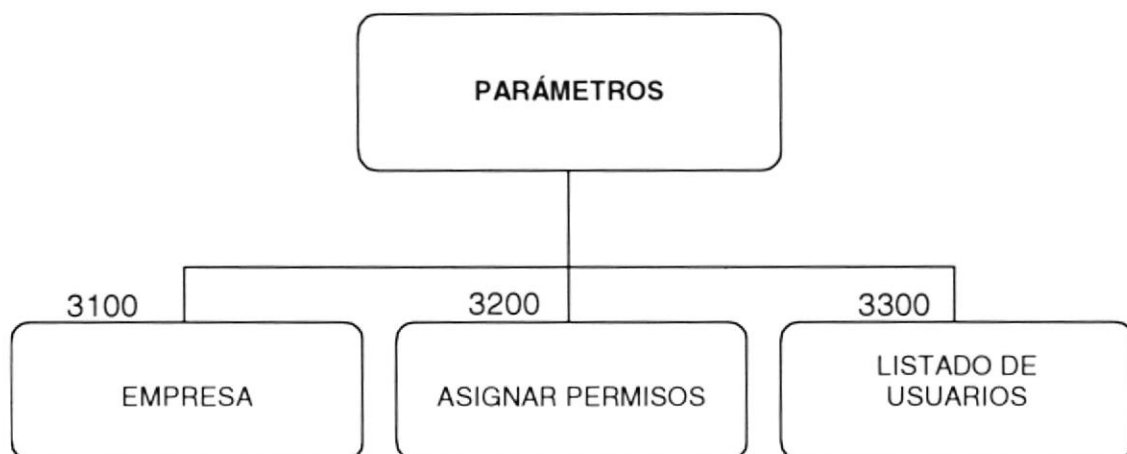 PARÁMETROS
3100
3200
3300
EMPRESA
ASIGNAR PERMISOS
LISTADO DE
USUARIOS